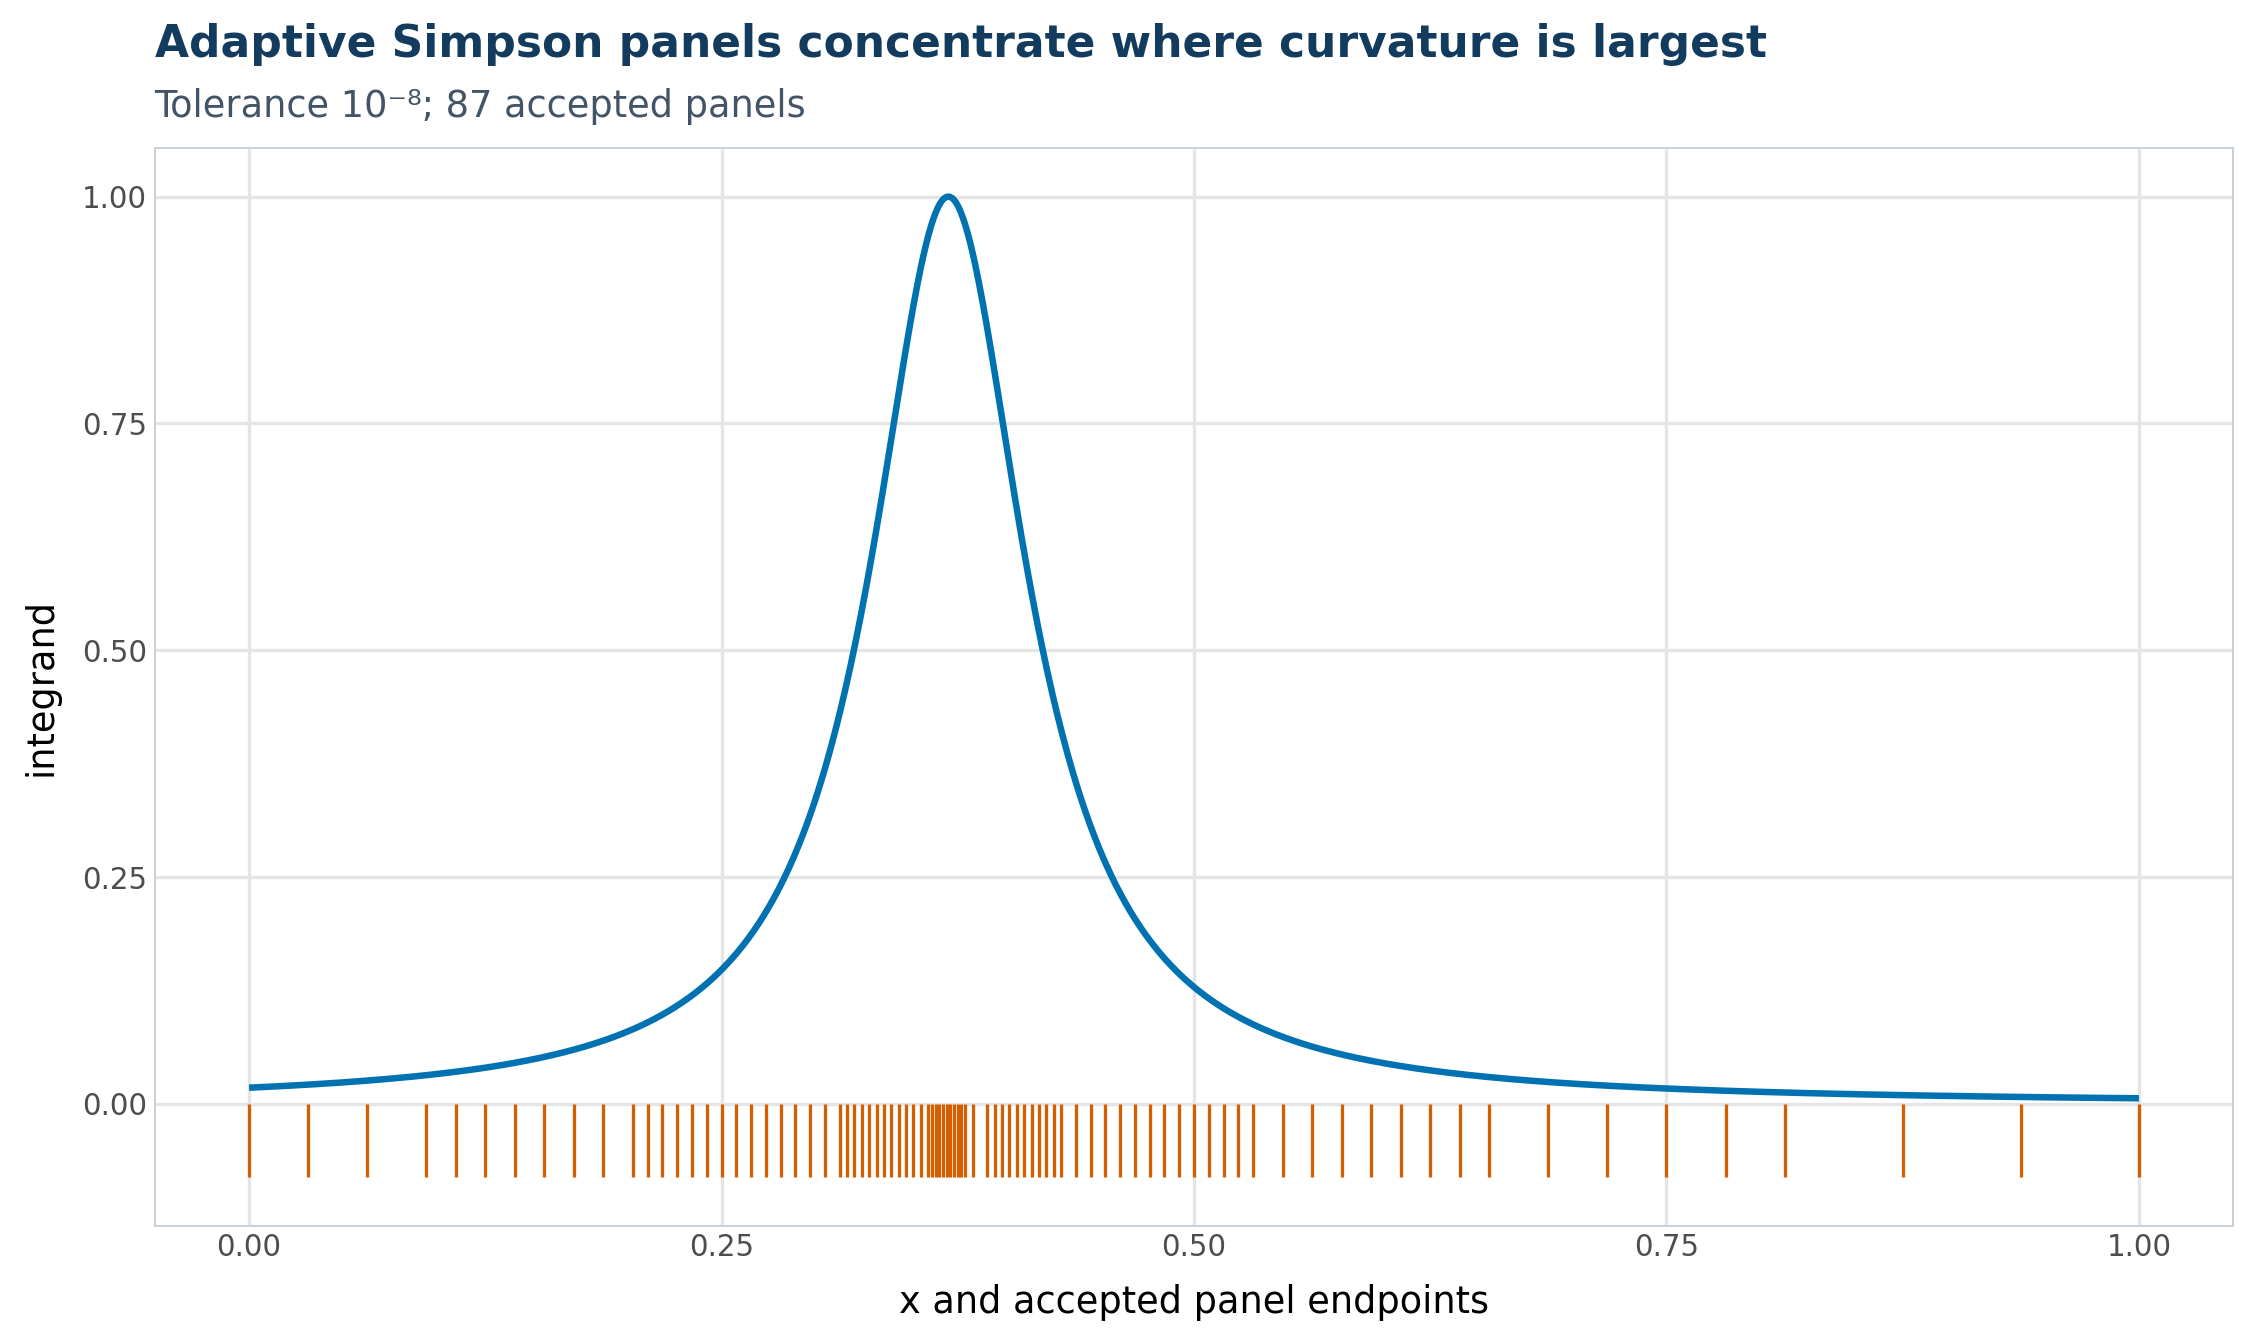 Adaptive Simpson panels concentrate where curvature is largest
Tolerance 10⁻⁸; 87 accepted panels
integrand
1.00
0.75
0.50
0.25
0.00
0.00 0.25 0.50 0.75 1.00
x and accepted panel endpoints